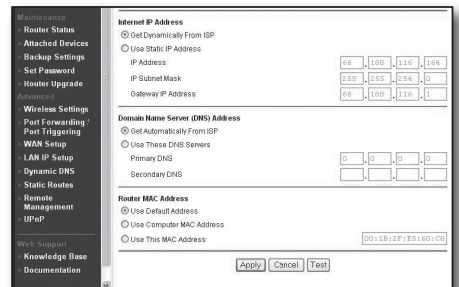 Maintenance
Router Status
Attached Devices
Backup Settings
Set Password
Router Upgrade
Advanced
Wireless Settings
Port Forwarding /
Port Triggering
WAN Setup
LAN IP Setup
Dynamic DNS
Static Routes
Remote
Management
UPnP
Web Support
Knowledge Base
Documentation
Internet IP Address
Get Dynamically From ISP
Use Static IP Address
IP Address 66 . 188 . 116 . 164
IP Subnet Mask 255 . 255 . 254 . 0
Gateway IP Address 66 . 188 . 116 . 1
Domain Name Server (DNS) Address
Get Automatically From ISP
Use These DNS Servers
Primary DNS 0 . 0 . 0 . 0
Secondary DNS . . .
Router MAC Address
Use Default Address
Use Computer MAC Address
Use This MAC Address 00:1B:2F:E5:60:C8
Apply Cancel Test